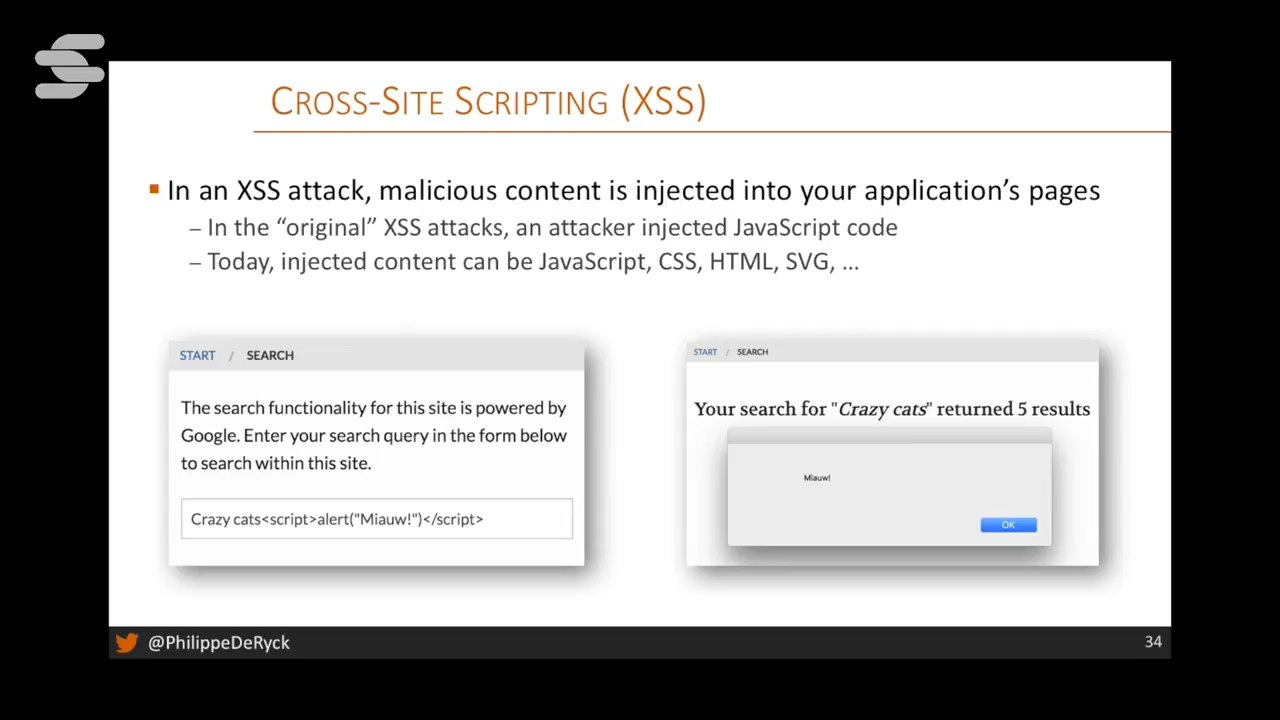 CROSS-SITE SCRIPTING (XSS)
In an XSS attack, malicious content is injected into your application's pages
– In the “original” XSS attacks, an attacker injected JavaScript code
– Today, injected content can be JavaScript, CSS, HTML, SVG, …
START / SEARCH
The search functionality for this site is powered by
Google. Enter your search query in the form below
to search within this site.
Crazy cats<script>alert("Miauw!")</script>
START / SEARCH
Your search for "Crazy cats" returned 5 results
Miauw!
OK
@PhilippeDeRyck
34